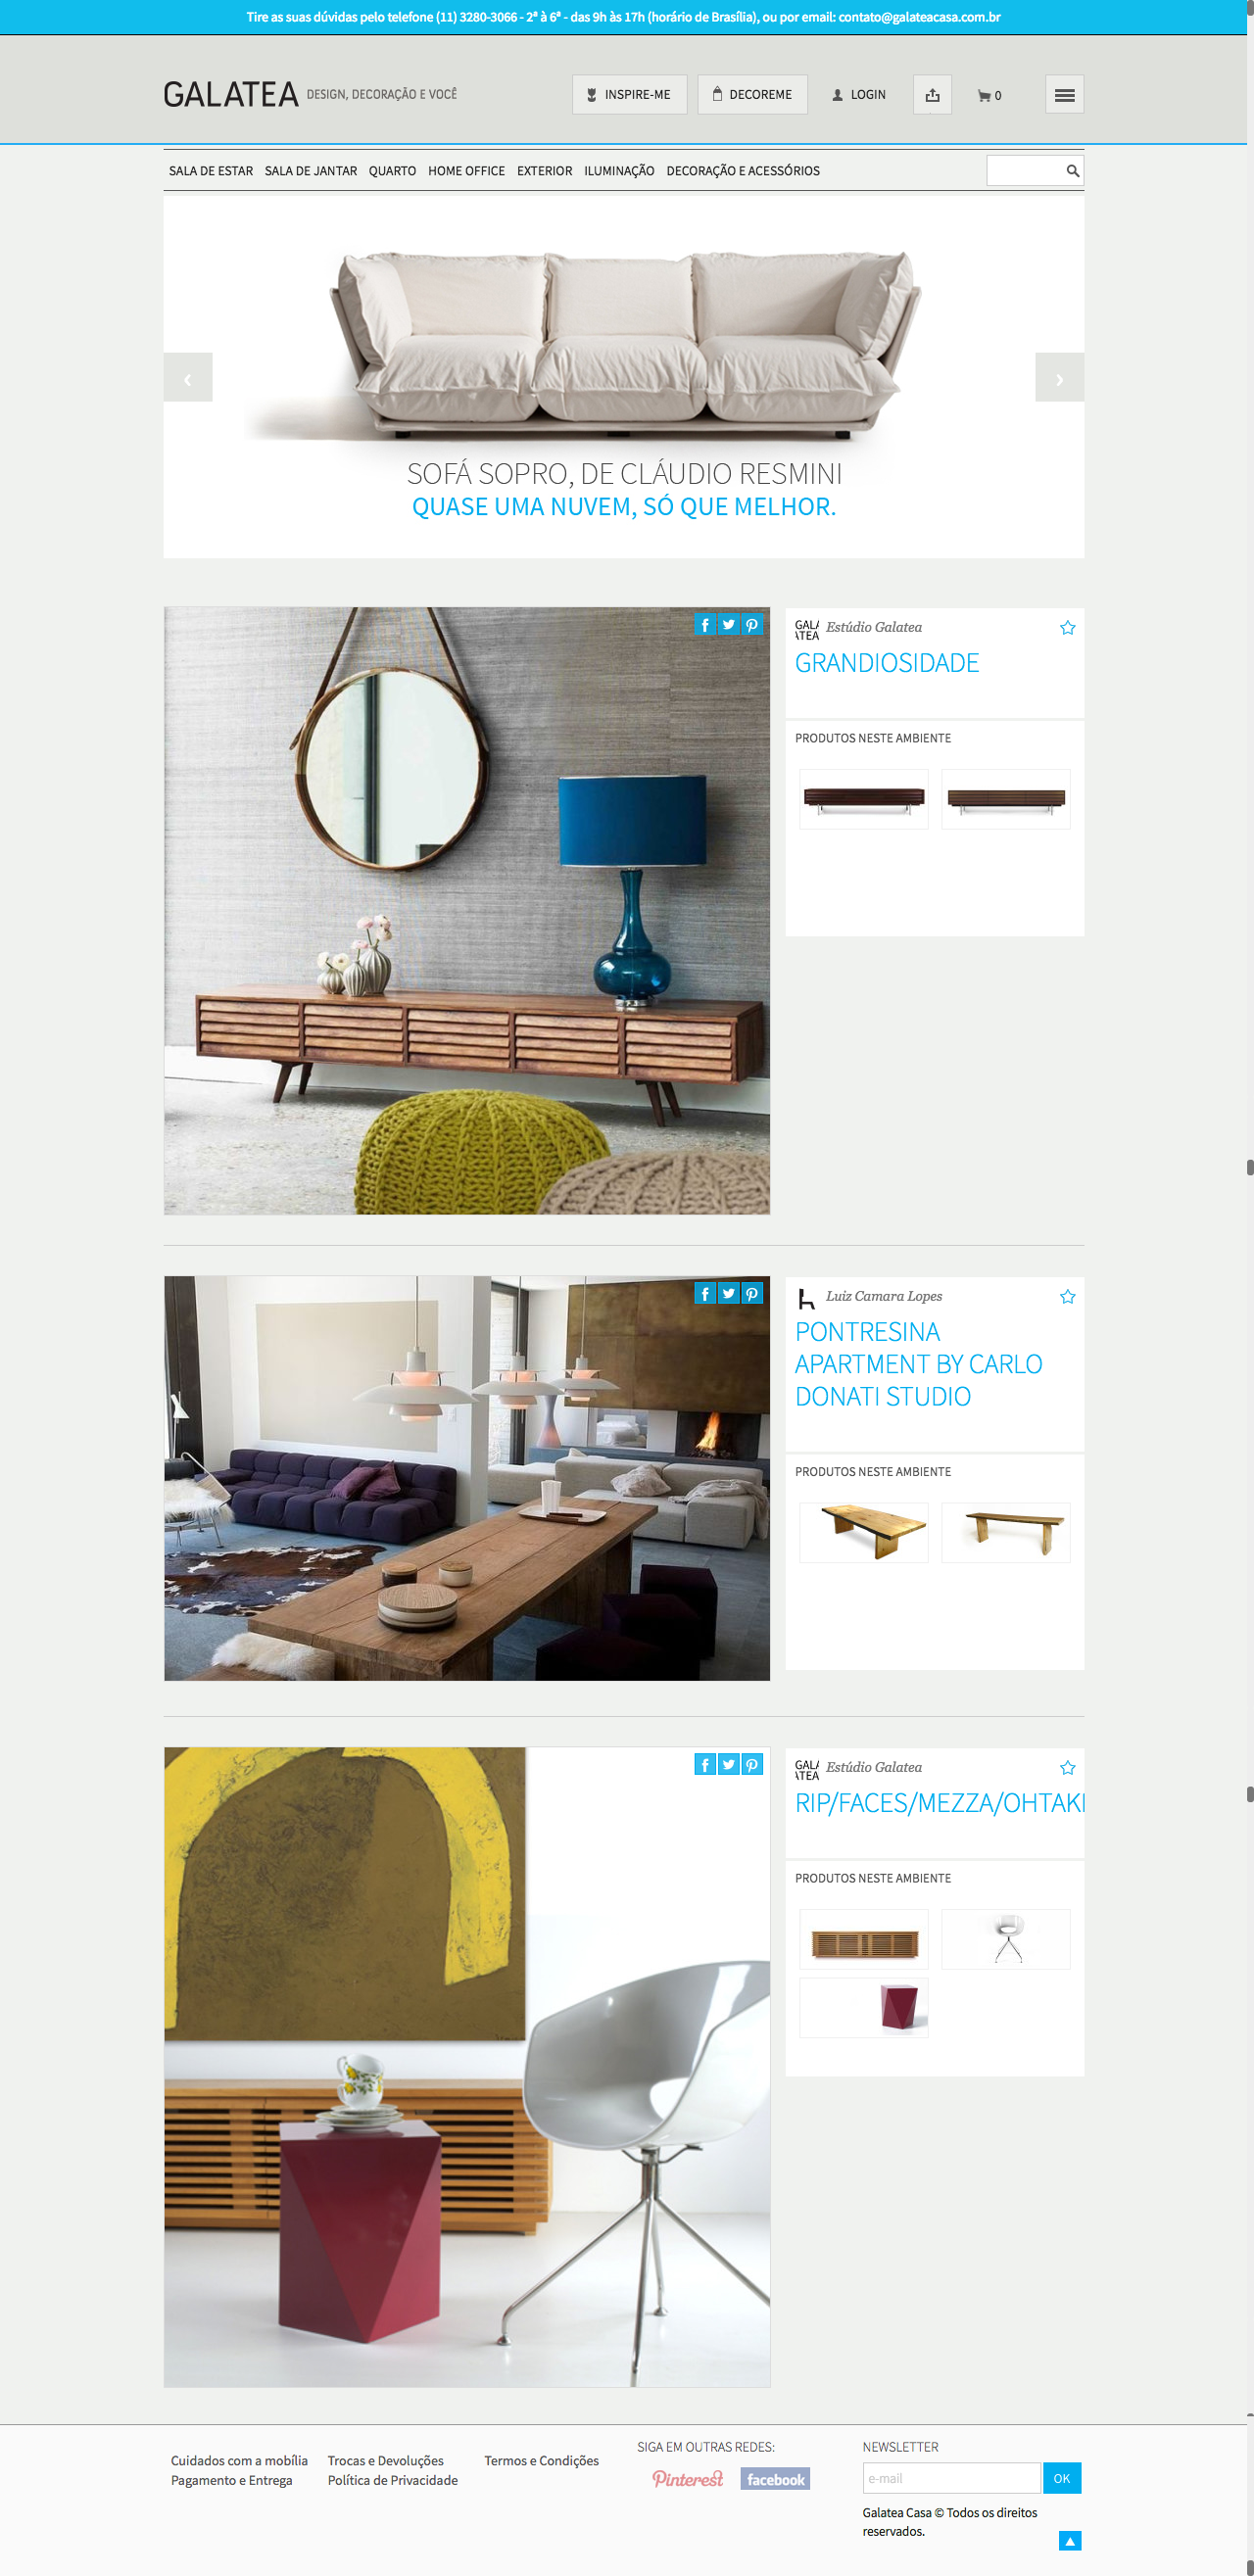 Tire as suas dúvidas pelo telefone (11) 3280-3066 - 2ª à 6ª - das 9h às 17h (horário de Brasília), ou por email: contato@galateacasa.com.br
GALATEA DESIGN, DECORAÇÃO E VOCÊ
INSPIRE-ME
DECOREME
LOGIN
0
SALA DE ESTAR SALA DE JANTAR QUARTO HOME OFFICE EXTERIOR ILUMINAÇÃO DECORAÇÃO E ACESSÓRIOS
SOFÁ SOPRO, DE CLÁUDIO RESMINI
QUASE UMA NUVEM, SÓ QUE MELHOR.
GALA
ATEA
Estúdio Galatea
GRANDIOSIDADE
PRODUTOS NESTE AMBIENTE
Luiz Camara Lopes
PONTRESINA
APARTMENT BY CARLO
DONATI STUDIO
PRODUTOS NESTE AMBIENTE
GALA
ATEA
Estúdio Galatea
RIP/FACES/MEZZA/OHTAKI
PRODUTOS NESTE AMBIENTE
Cuidados com a mobília
Pagamento e Entrega
Trocas e Devoluções
Política de Privacidade
Termos e Condições
SIGA EM OUTRAS REDES:
Pinterest
facebook
NEWSLETTER
e-mail
OK
Galatea Casa © Todos os direitos
reservados.